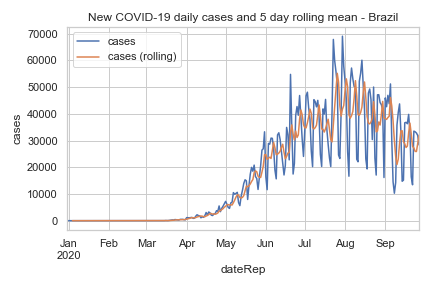 New COVID-19 daily cases and 5 day rolling mean - Brazil
cases
cases (rolling)
70000
60000
50000
40000
30000
20000
10000
0
cases
Jan Feb Mar Apr May Jun Jul Aug Sep
2020
dateRep